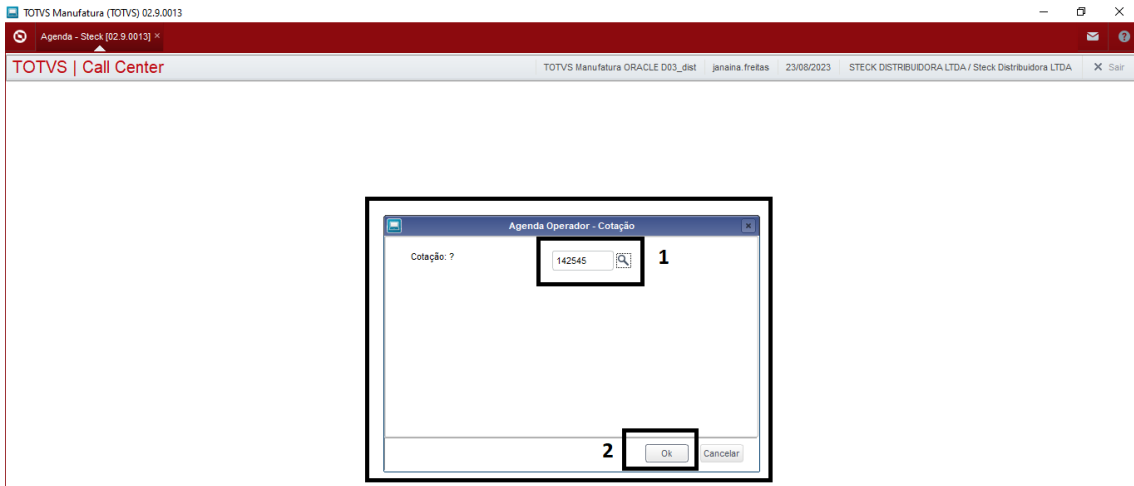 TOTVS Manufatura (TOTVS) 02.9.0013
Agenda - Steck [02.9.0013] ×
TOTVS | Call Center
TOTVS Manufatura ORACLE D03_dist janaina.freitas 23/08/2023 STECK DISTRIBUIDORA LTDA / Steck Distribuidora LTDA X Sair
Agenda Operador - Cotação
Cotação: ? 142545 1
2 Ok Cancelar